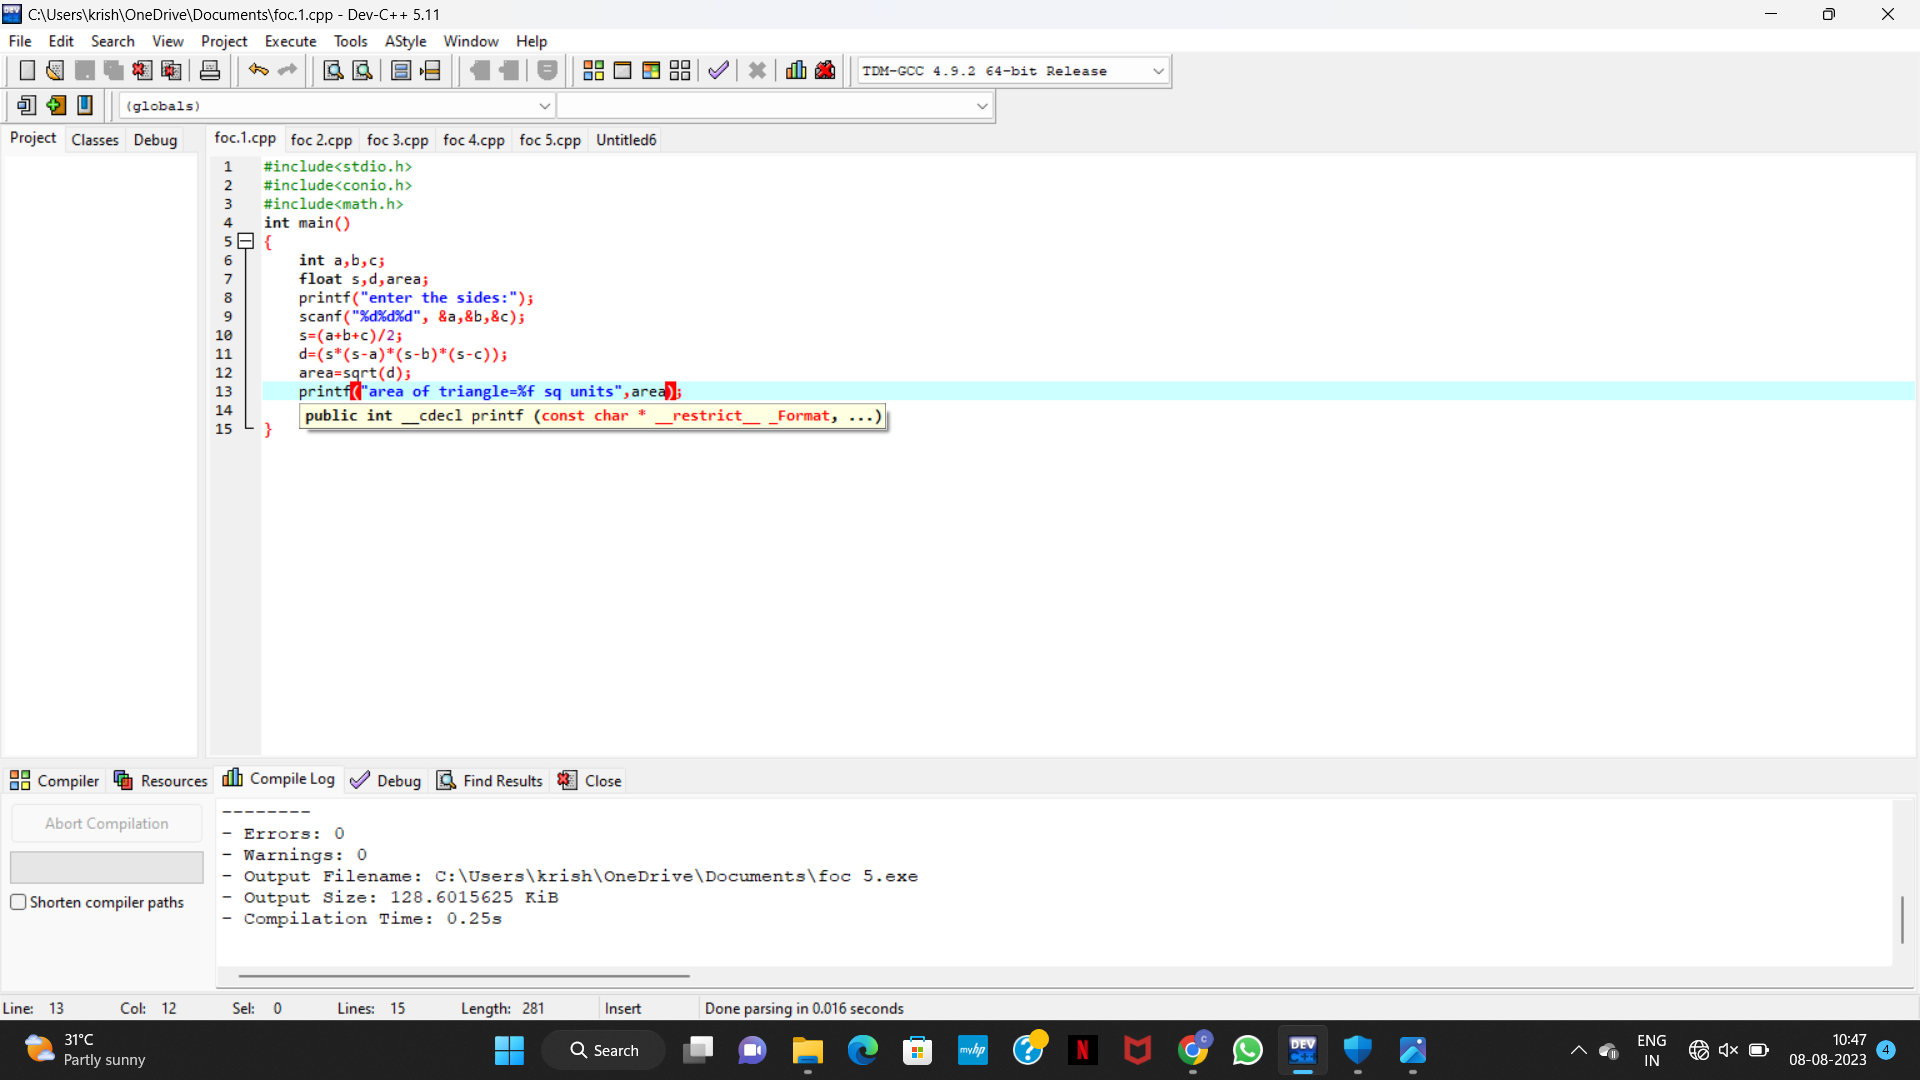 C:\Users\krish\OneDrive\Documents\foc.1.cpp - Dev-C++ 5.11
File Edit Search View Project Execute Tools AStyle Window Help
TDM-GCC 4.9.2 64-bit Release
(globals)
Project Classes Debug
foc.1.cpp foc 2.cpp foc 3.cpp foc 4.cpp foc 5.cpp Untitled6
1 #include<stdio.h>
2 #include<conio.h>
3 #include<math.h>
4 int main()
5 {
6 int a,b,c;
7 float s,d,area;
8 printf("enter the sides:");
9 scanf("%d%d%d", &a,&b,&c);
10 s=(a+b+c)/2;
11 d=(s*(s-a)*(s-b)*(s-c));
12 area=sqrt(d);
13 printf("area of triangle=%f sq units",area);
14 public int __cdecl printf (const char * __restrict__ _Format, ...)
15 }
Compiler Resources Compile Log Debug Find Results Close
Abort Compilation
Shorten compiler paths
--------
- Errors: 0
- Warnings: 0
- Output Filename: C:\Users\krish\OneDrive\Documents\foc 5.exe
- Output Size: 128.6015625 KiB
- Compilation Time: 0.25s
Line: 13 Col: 12 Sel: 0 Lines: 15 Length: 281 Insert Done parsing in 0.016 seconds
31°C
Partly sunny
Search
myhp
N
C
DEV
C++
ENG
IN
10:47
08-08-2023
4